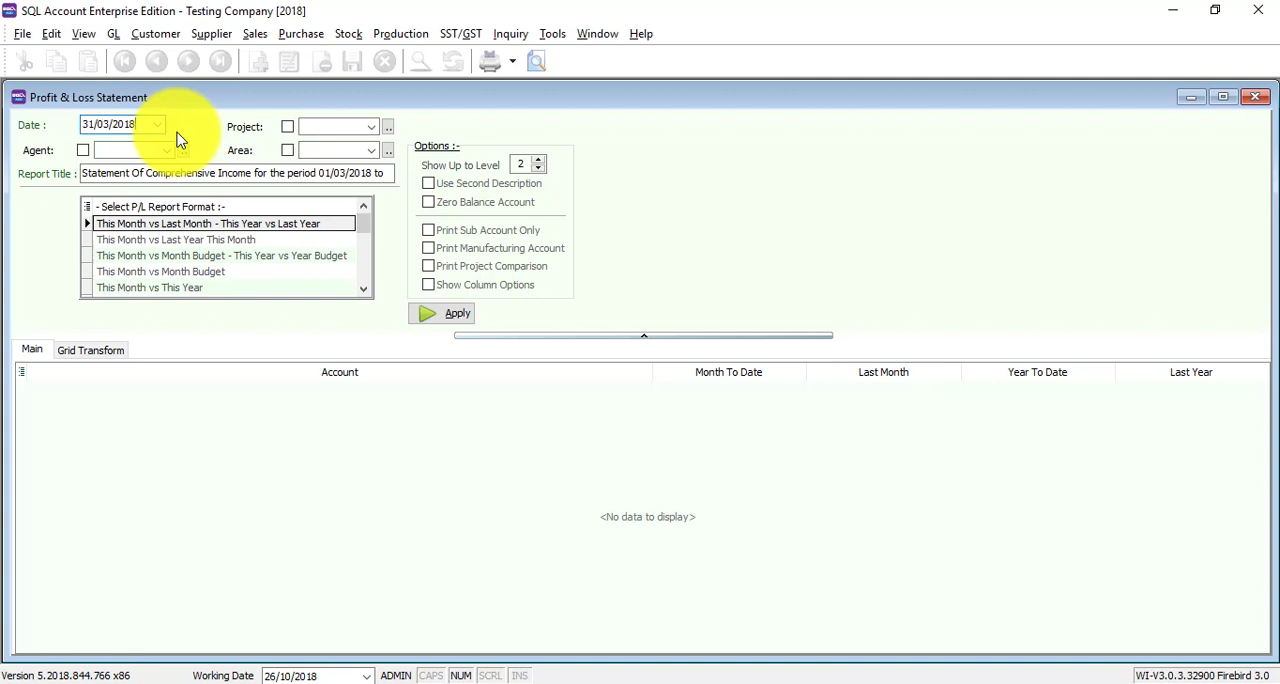 SQL Account Enterprise Edition - Testing Company [2018]
File Edit View GL Customer Supplier Sales Purchase Stock Production SST/GST Inquiry Tools Window Help
Profit & Loss Statement
Date : 31/03/2018 Project:
Agent: Area:
Report Title : Statement Of Comprehensive Income for the period 01/03/2018 to
- Select P/L Report Format :-
This Month vs Last Month - This Year vs Last Year
This Month vs Last Year This Month
This Month vs Month Budget - This Year vs Year Budget
This Month vs Month Budget
This Month vs This Year
Options :-
Show Up to Level 2
Use Second Description
Zero Balance Account
Print Sub Account Only
Print Manufacturing Account
Print Project Comparison
Show Column Options
Apply
Main Grid Transform
Account Month To Date Last Month Year To Date Last Year
<No data to display>
Version 5.2018.844.766 x86 Working Date 26/10/2018 ADMIN CAPS NUM SCRL INS WI-V3.0.3.32900 Firebird 3.0